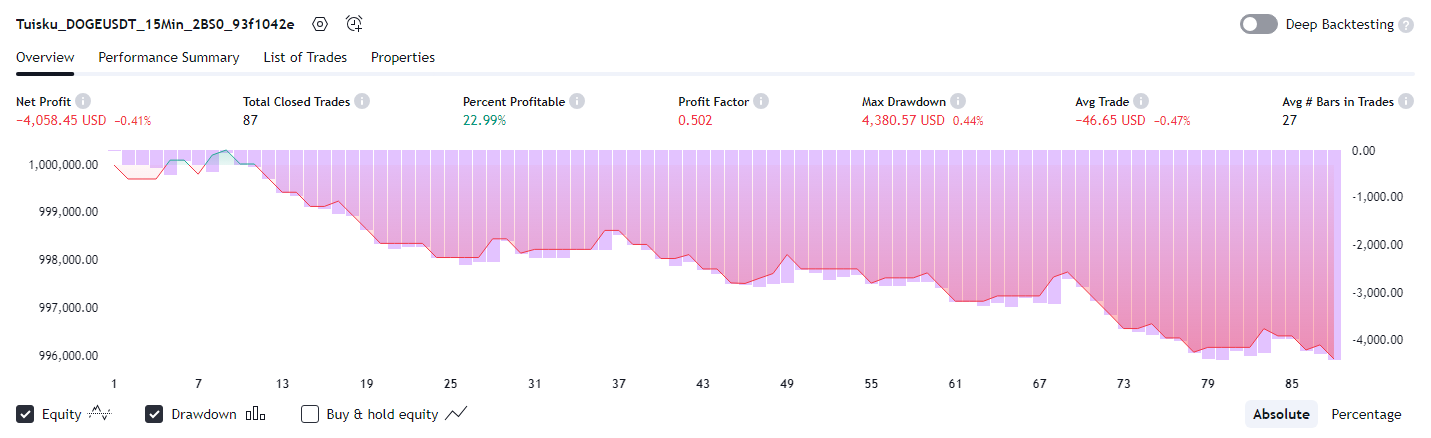 Tuisku_DOGEUSDT_15Min_2BS0_93f1042e
Deep Backtesting ?
Overview Performance Summary List of Trades Properties
Net Profit Total Closed Trades Percent Profitable Profit Factor Max Drawdown Avg Trade Avg # Bars in Trades
−4,058.45 USD −0.41% 87 22.99% 0.502 4,380.57 USD 0.44% −46.65 USD −0.47% 27
1,000,000.00 0.00
999,000.00 −1,000.00
998,000.00 −2,000.00
997,000.00 −3,000.00
996,000.00 −4,000.00
1 7 13 19 25 31 37 43 49 55 61 67 73 79 85
Equity Drawdown Buy & hold equity Absolute Percentage